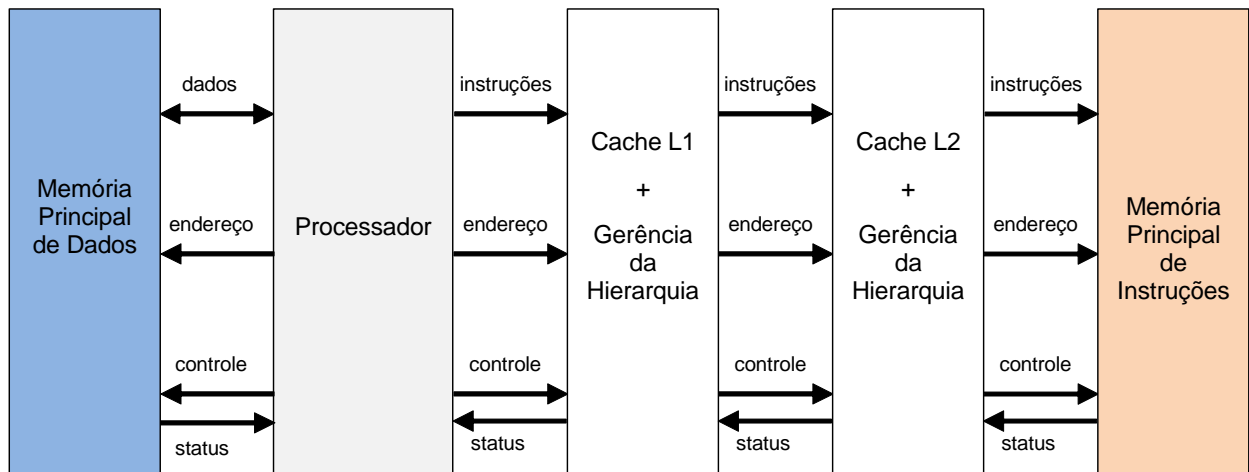 dados
instruções
instruções
instruções
Cache L1
+
Gerência
da
Hierarquia
Cache L2
+
Gerência
da
Hierarquia
Memória
Principal
de Dados
endereço
Processador
endereço
endereço
endereço
Memória
Principal
de
Instruções
controle
controle
controle
controle
status
status
status
status